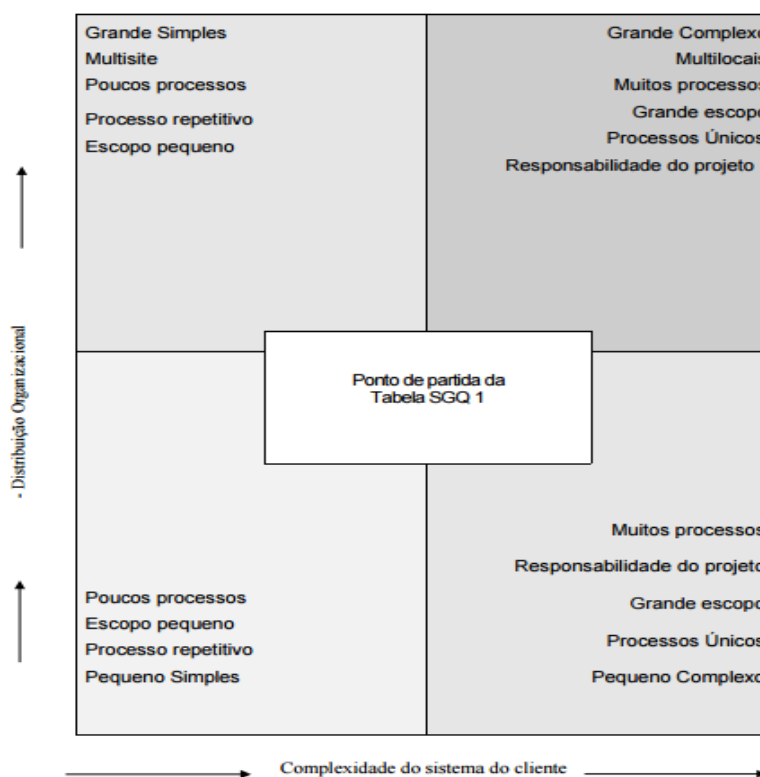 Grande Simples
Multisite
Poucos processos
Processo repetitivo
Escopo pequeno
Grande Complexo
Multilocais
Muitos processos
Grande escopo
Processos Únicos
Responsabilidade do projeto
- Distribuição Organizacional
Ponto de partida da
Tabela SGQ 1
Poucos processos
Escopo pequeno
Processo repetitivo
Pequeno Simples
Muitos processos
Responsabilidade do projeto
Grande escopo
Processos Únicos
Pequeno Complexo
Complexidade do sistema do cliente